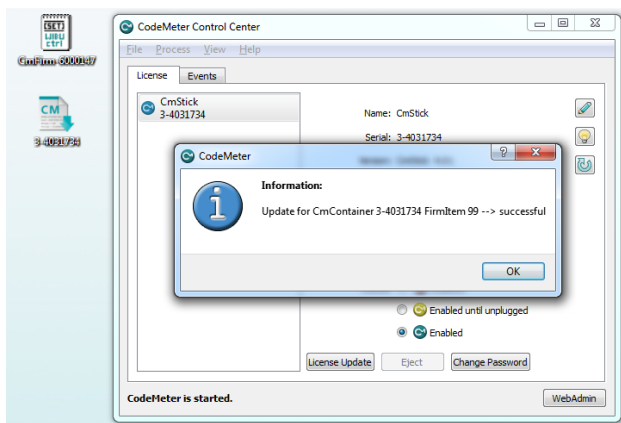 SET
WIBU
ctrl
CmFirm-6000147
CM
3-4031734
CodeMeter Control Center
File Process View Help
License Events
CmStick
3-4031734
Name: CmStick
Serial: 3-4031734
CodeMeter
Information:
Update for CmContainer 3-4031734 FirmItem 99 --> successful
OK
Enabled until unplugged
Enabled
License Update Eject Change Password
CodeMeter is started.
WebAdmin